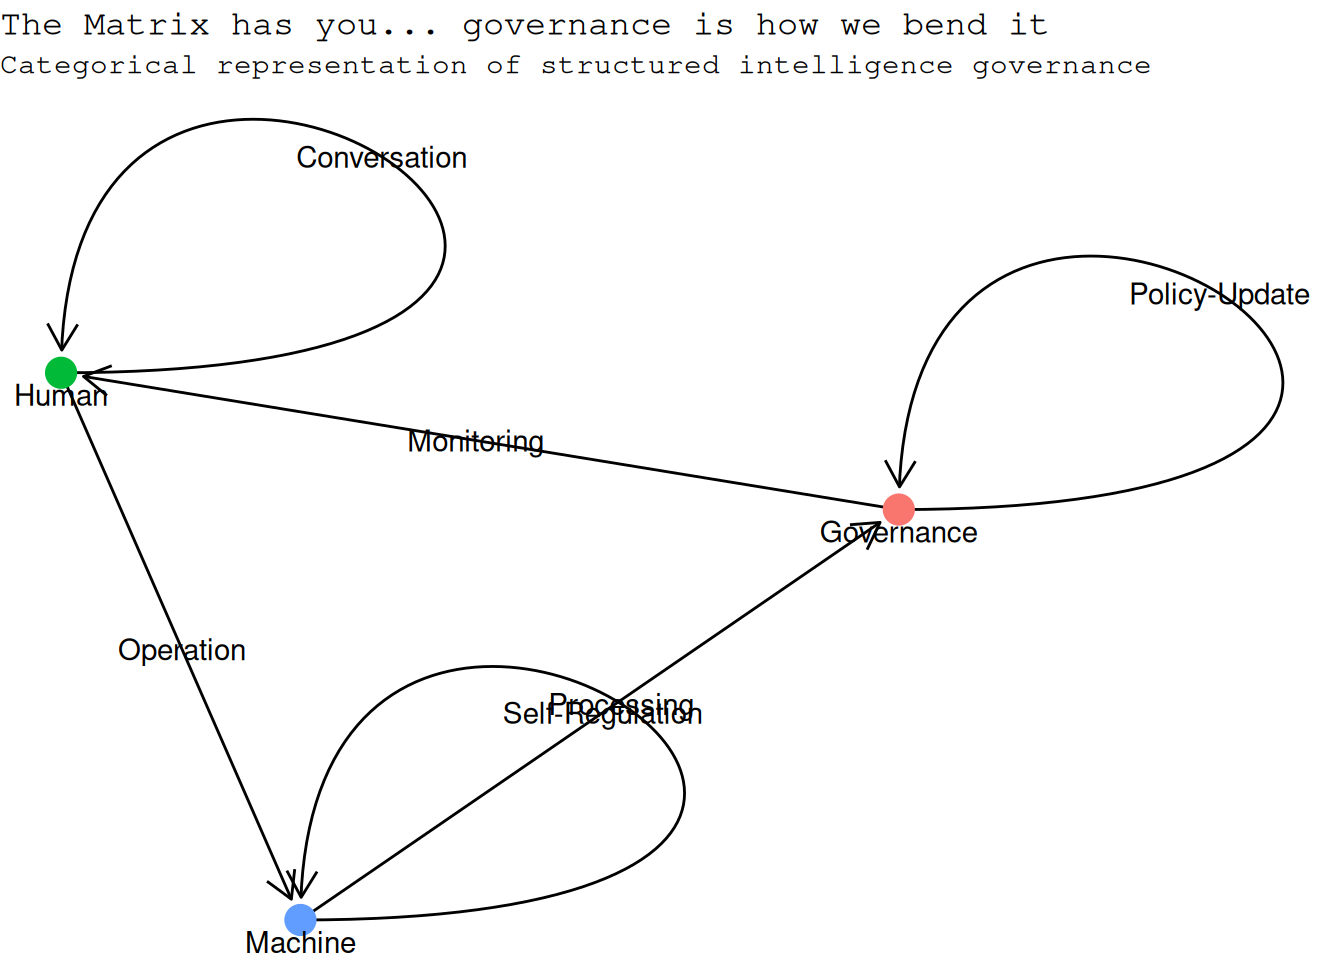 The Matrix has you... governance is how we bend it
Categorical representation of structured intelligence governance
Conversation
Policy-Update
Human
Monitoring
Governance
Operation
Processing
Self-Regulation
Machine